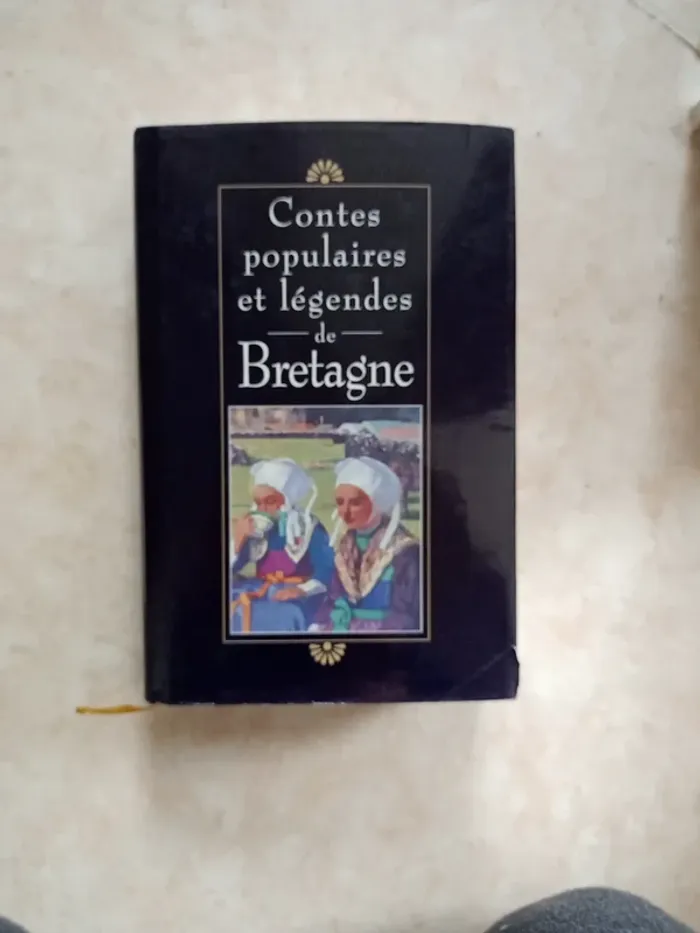 Contes
populaires
et légendes
de
Bretagne